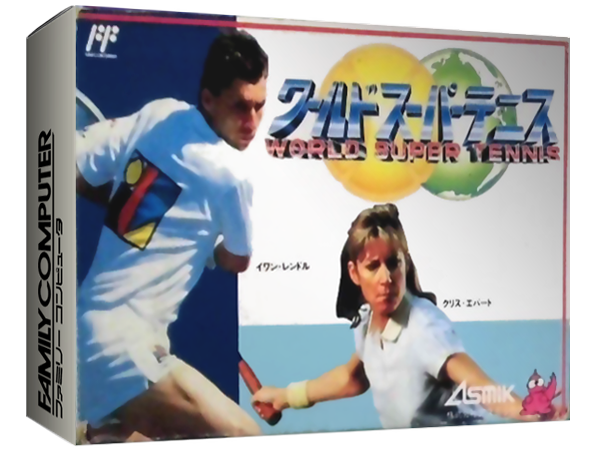 FAMILY COMPUTER
ファミリー コンピュータ
ワールドスーパーテニス
WORLD SUPER TENNIS
イワン・レンドル
クリス・エバート
ASMIK